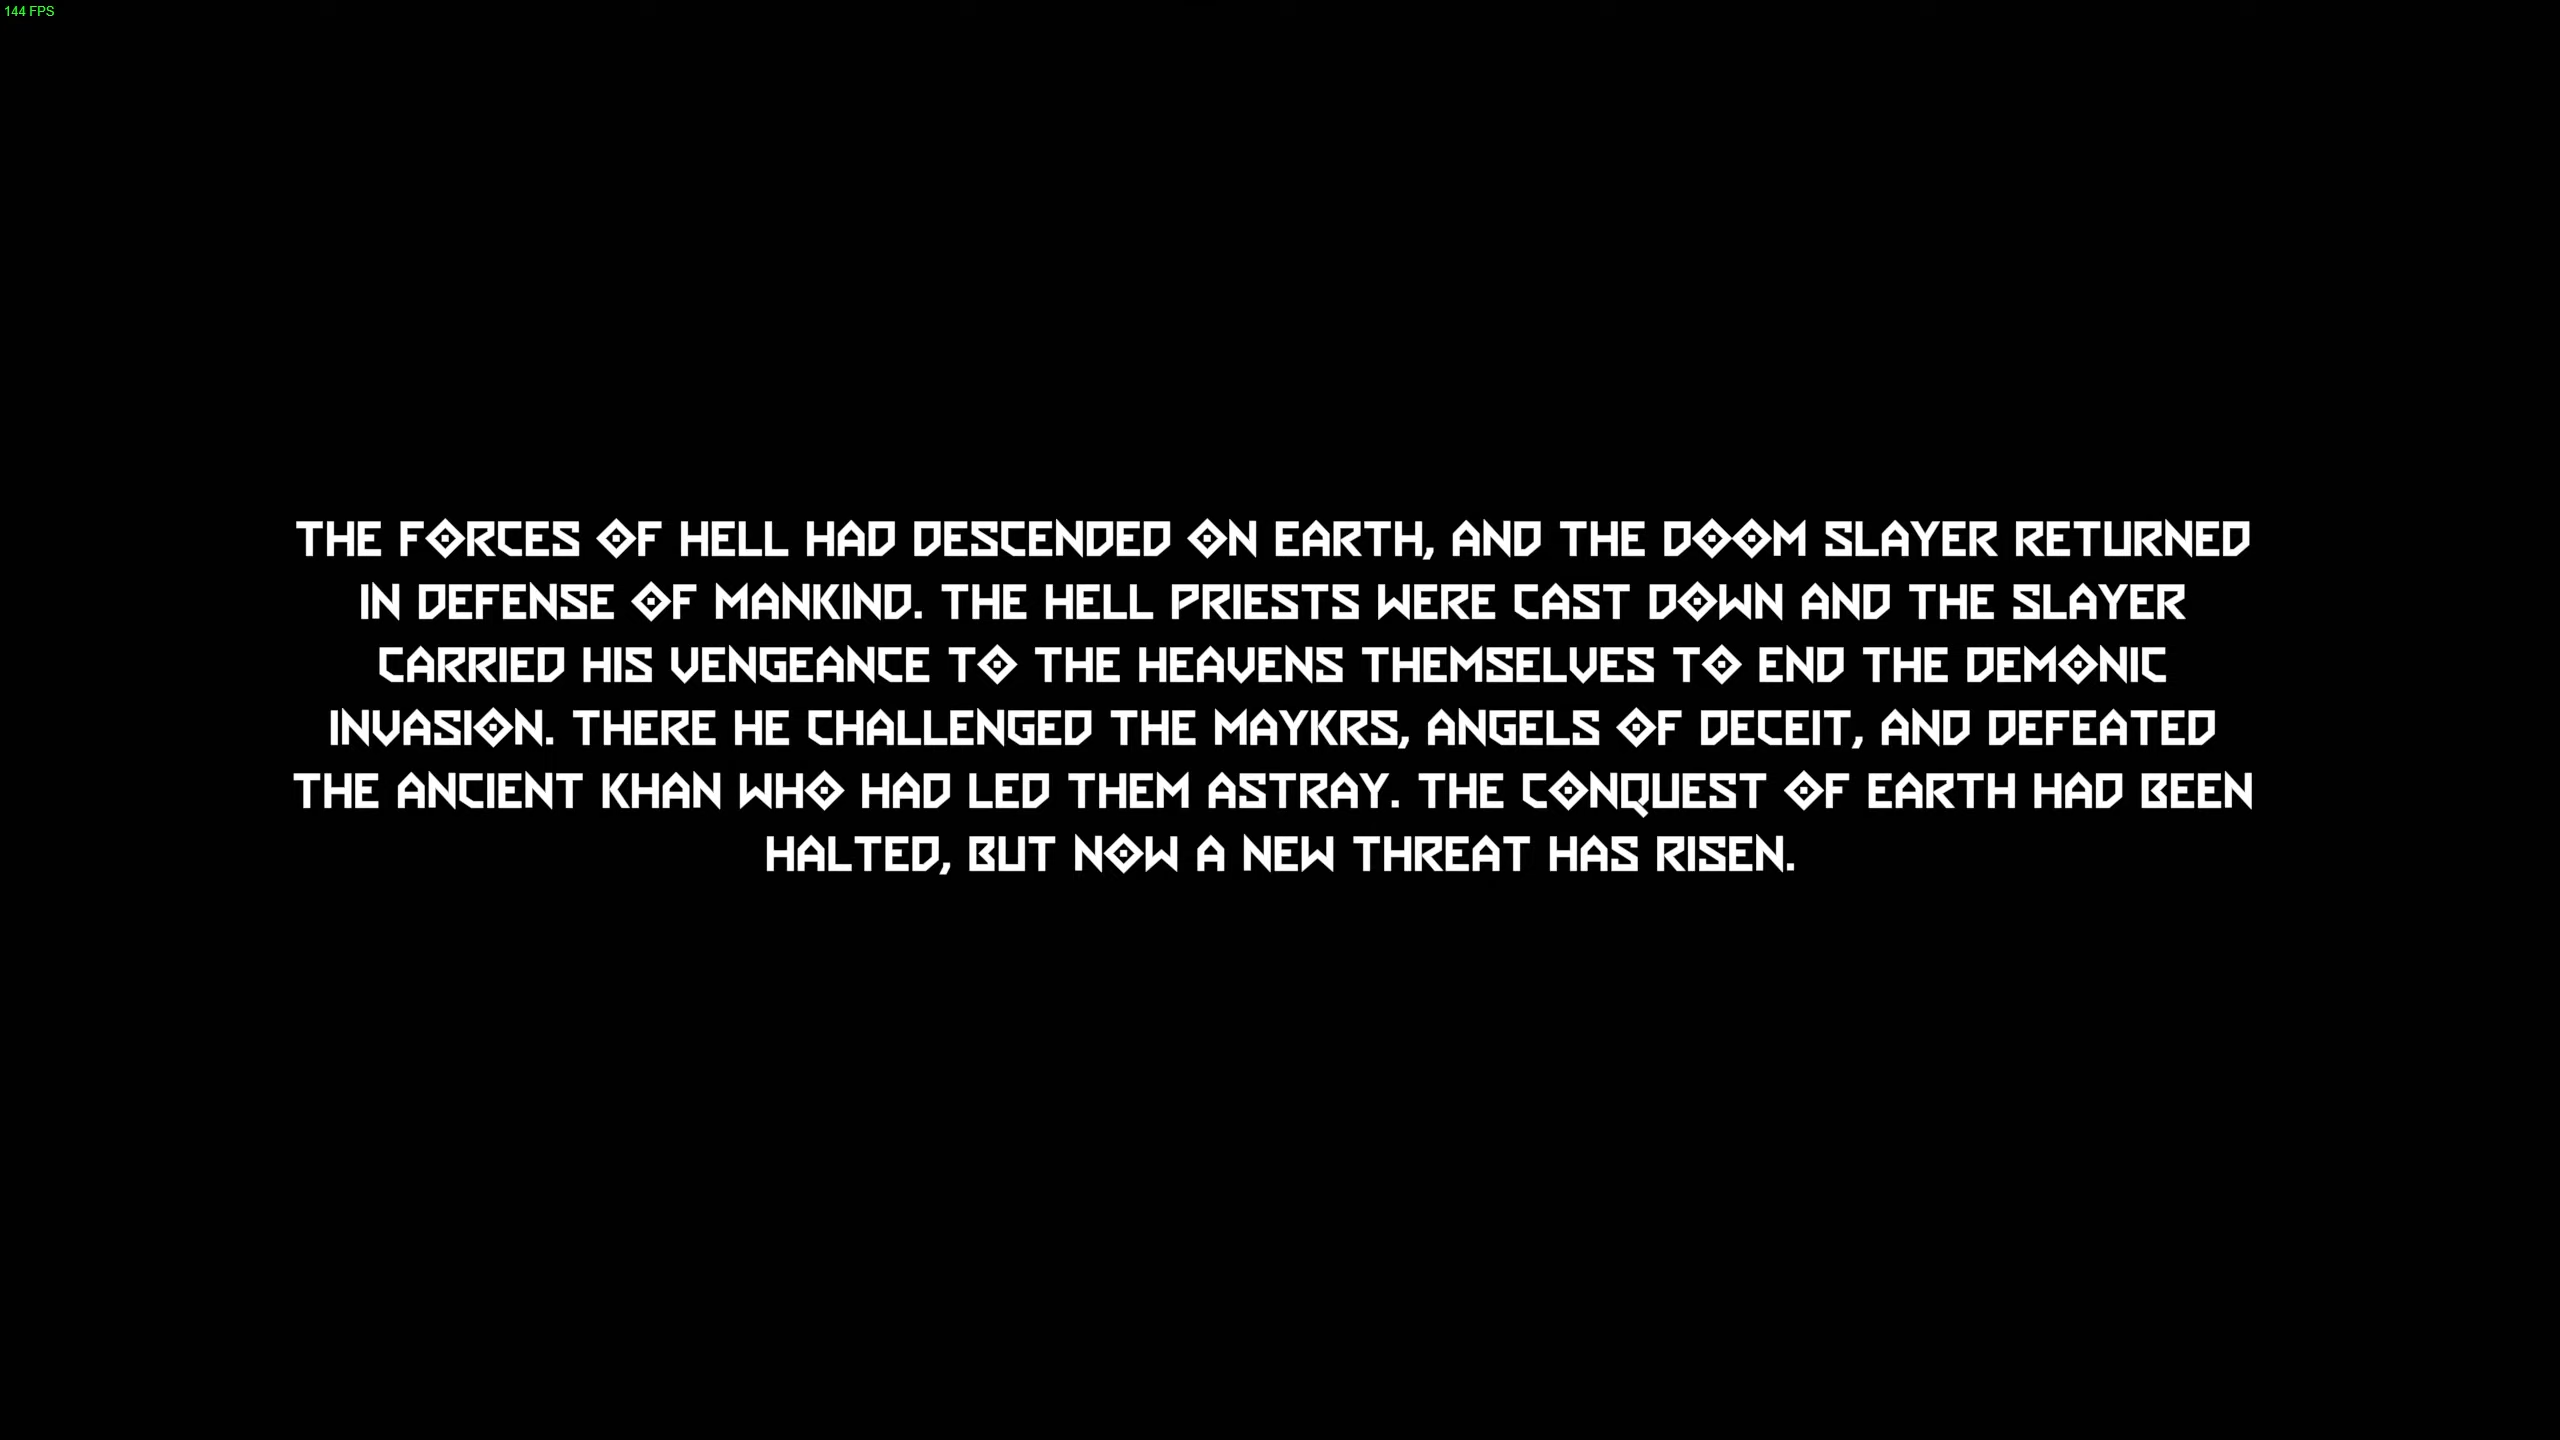 144 FPS
THE FORCES OF HELL HAD DESCENDED ON EARTH, AND THE DOOM SLAYER RETURNED
IN DEFENSE OF MANKIND. THE HELL PRIESTS WERE CAST DOWN AND THE SLAYER
CARRIED HIS VENGEANCE TO THE HEAVENS THEMSELVES TO END THE DEMONIC
INVASION. THERE HE CHALLENGED THE MAYKRS, ANGELS OF DECEIT, AND DEFEATED
THE ANCIENT KHAN WHO HAD LED THEM ASTRAY. THE CONQUEST OF EARTH HAD BEEN
HALTED, BUT NOW A NEW THREAT HAS RISEN.